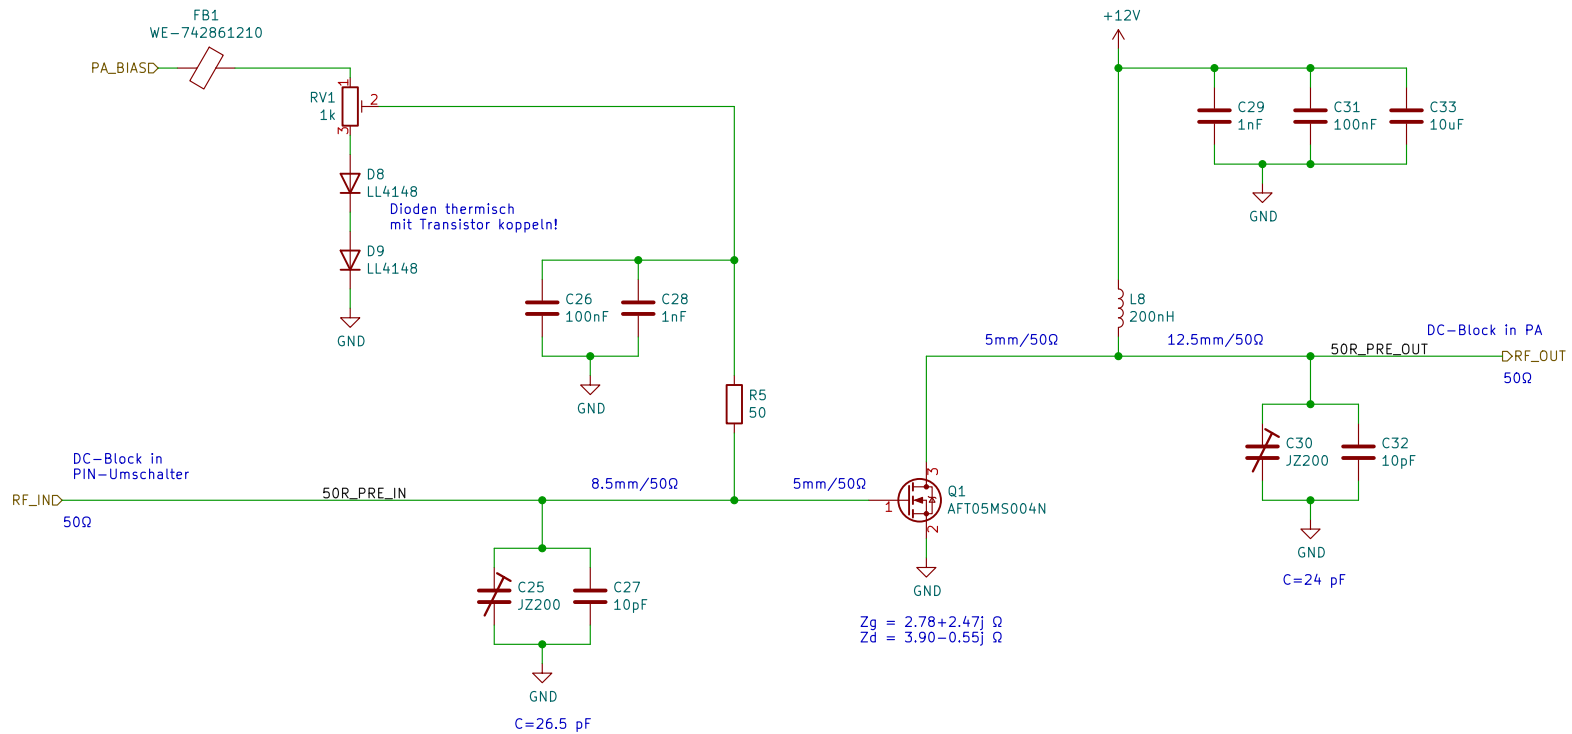 FB1
WE-742861210
PA_BIAS
1
RV1
1k
2
3
D8
LL4148
Dioden thermisch
mit Transistor koppeln!
D9
LL4148
GND
C26
100nF
C28
1nF
GND
R5
50
+12V
C29
1nF
C31
100nF
C33
10uF
GND
L8
200nH
5mm/50Ω
12.5mm/50Ω
DC-Block in PA
50R_PRE_OUT
RF_OUT
50Ω
C30
JZ200
C32
10pF
GND
C=24 pF
DC-Block in
PIN-Umschalter
RF_IN
50Ω
50R_PRE_IN
8.5mm/50Ω
5mm/50Ω
1
3
Q1
AFT05MS004N
2
GND
Zg = 2.78+2.47j Ω
Zd = 3.90-0.55j Ω
C25
JZ200
C27
10pF
GND
C=26.5 pF